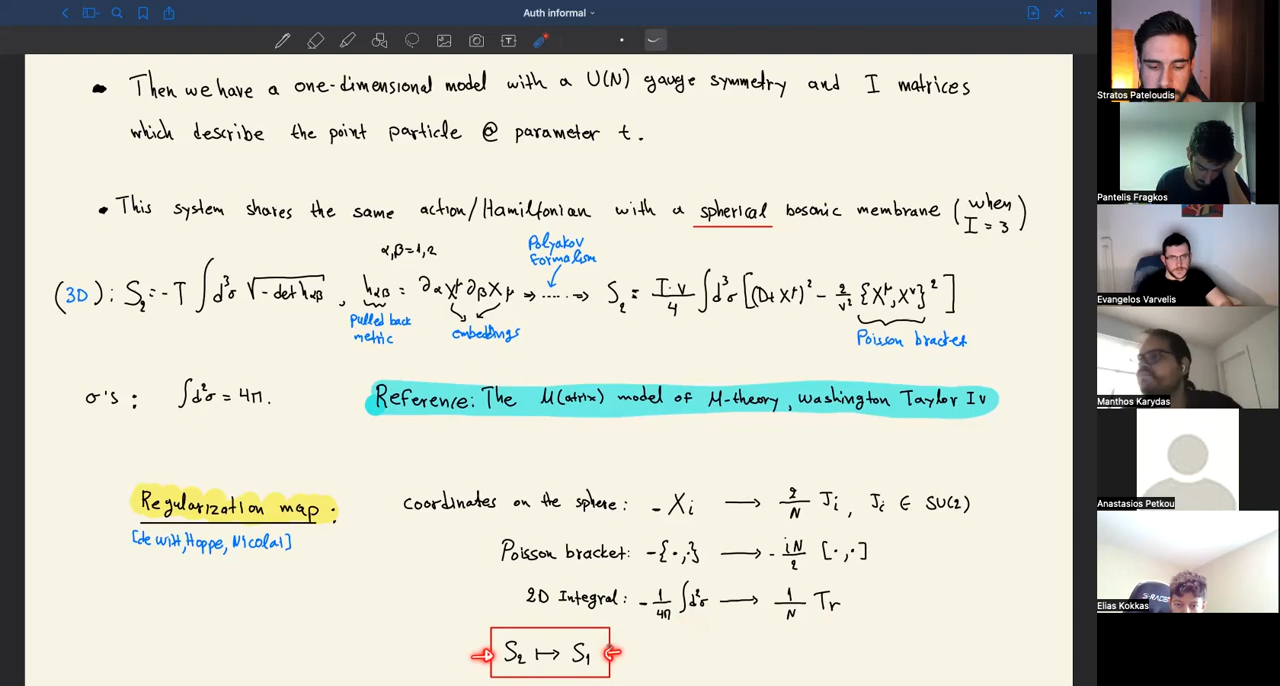 Auth informal
• Then we have a one-dimensional model with a U(N) gauge symmetry and I matrices
which describe the point particle @ parameter t.
• This system shares the same action/Hamiltonian with a spherical bosonic membrane (when I = 3)
α,β=1,2
Polyakov formalism
(3D): S₂ = -T ∫d³σ √-det hαβ , hαβ = ∂αX^μ ∂βXμ ⇒ ..... ⇒ S₂ = T·ν/4 ∫d³σ [(DtX^μ)² - 2/ν² {X^μ, X^ν}²]
Pulled back metric
embeddings
Poisson bracket
σ's : ∫d²σ = 4π.
Reference: The M(atrix) model of M-theory, Washington Taylor IV
Regularization map:
[de Witt, Hoppe, Nicolai]
coordinates on the sphere: - Xi → 2/N Ji, Ji ∈ SU(2)
Poisson bracket: - {·,·} → - iN/2 [·,·]
2D Integral: - 1/4π ∫d²σ → 1/N Tr
S₂ ↦ S₁
Stratos Pateloudis
Pantelis Fragkos
Evangelos Varvelis
Manthos Karydas
Anastasios Petkou
Elias Kokkas